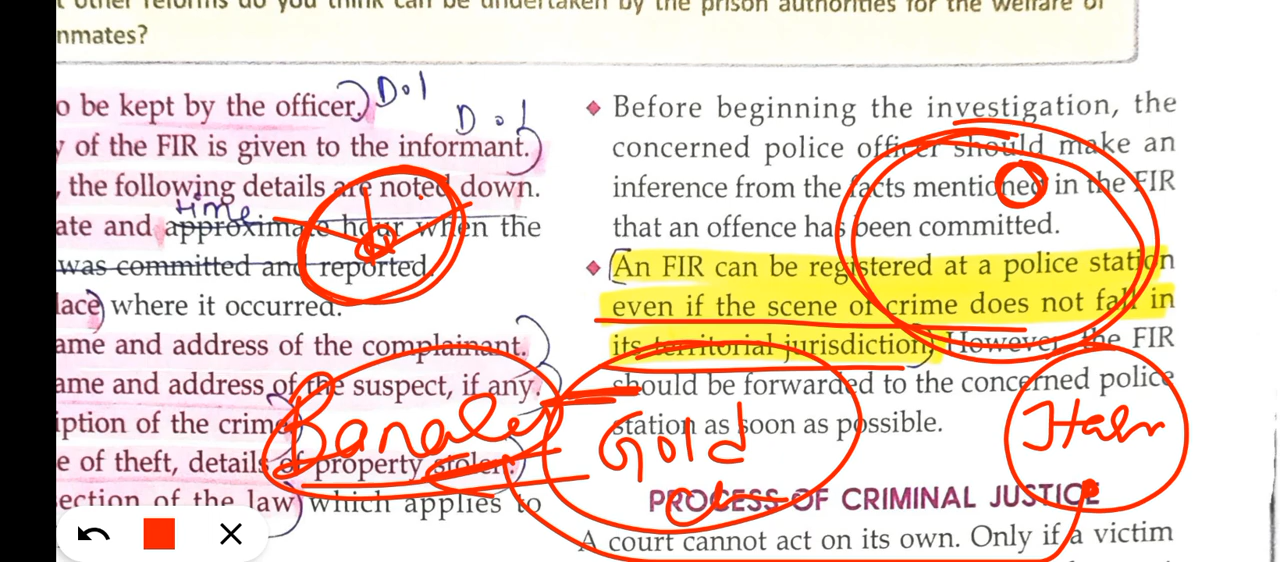 t other reforms do you think can be undertaken by the prison authorities for the welfare of
nmates?
o be kept by the officer.
D.I
D.I
y of the FIR is given to the informant.
, the following details are noted down.
time
ate and approximate hour when the
was committed and reported.
lace where it occurred.
ame and address of the complainant.
ame and address of the suspect, if any.
iption of the crime
e of theft, details of property stolen.
ection of the law which applies to
Before beginning the investigation, the
concerned police officer should make an
inference from the facts mentioned in the FIR
that an offence has been committed.
An FIR can be registered at a police station
even if the scene of crime does not fall in
its territorial jurisdiction. However, the FIR
should be forwarded to the concerned police
station as soon as possible.
Gold
PROCESS OF CRIMINAL JUSTICE
A court cannot act on its own. Only if a victim